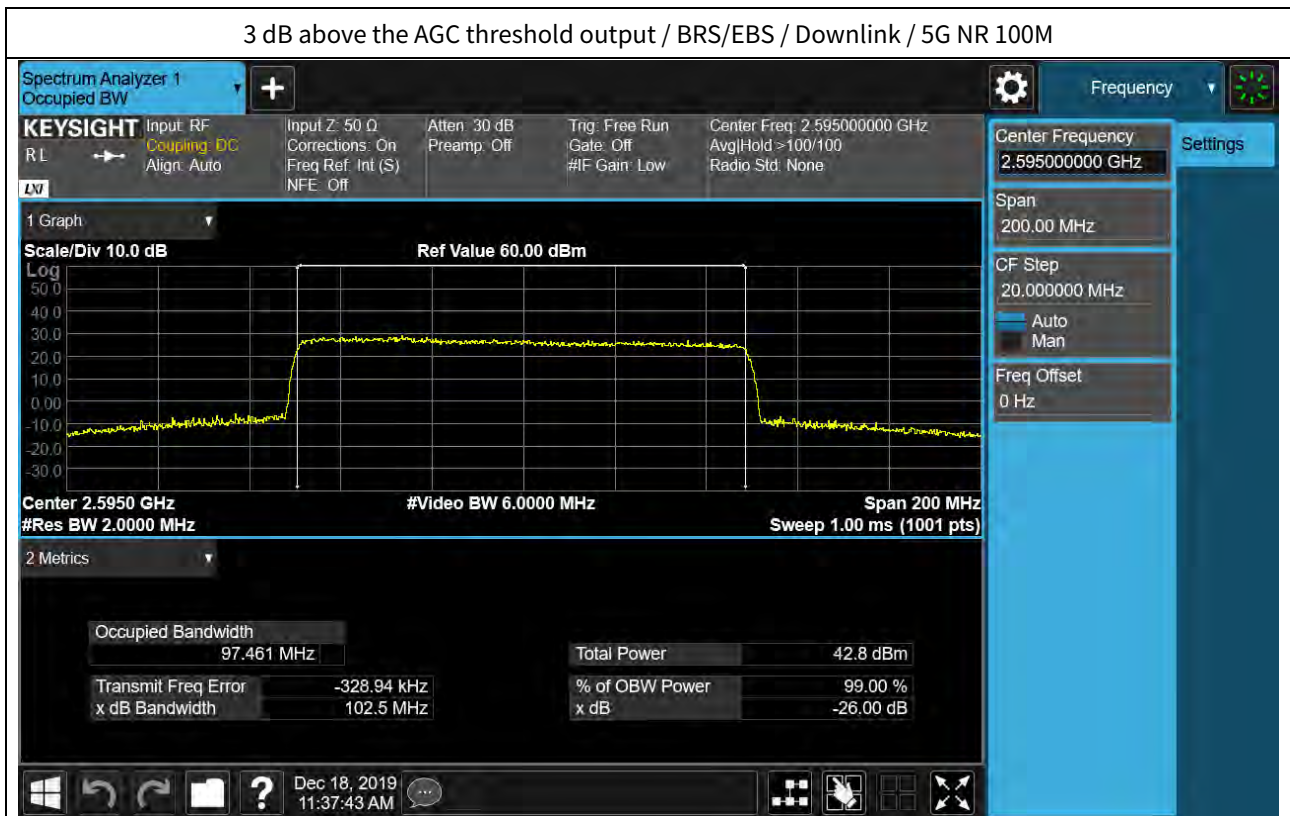 3 dB above the AGC threshold output / BRS/EBS / Downlink / 5G NR 100M
Spectrum Analyzer 1
Occupied BW
Frequency
KEYSIGHT
R L
LXI
Input: RF
Coupling: DC
Align: Auto
Input Z: 50 Ω
Corrections: On
Freq Ref: Int (S)
NFE: Off
Atten: 30 dB
Preamp: Off
Trig: Free Run
Gate: Off
#IF Gain: Low
Center Freq: 2.595000000 GHz
Avg|Hold >100/100
Radio Std: None
Center Frequency
2.595000000 GHz
Settings
Span
200.00 MHz
CF Step
20.000000 MHz
Auto
Man
Freq Offset
0 Hz
1 Graph
Scale/Div 10.0 dB
Ref Value 60.00 dBm
Log
50.0
40.0
30.0
20.0
10.0
0.00
-10.0
-20.0
-30.0
Center 2.5950 GHz
#Video BW 6.0000 MHz
Span 200 MHz
#Res BW 2.0000 MHz
Sweep 1.00 ms (1001 pts)
2 Metrics
Occupied Bandwidth
97.461 MHz
Total Power 42.8 dBm
Transmit Freq Error -328.94 kHz
% of OBW Power 99.00 %
x dB Bandwidth 102.5 MHz
x dB -26.00 dB
?
Dec 18, 2019
11:37:43 AM